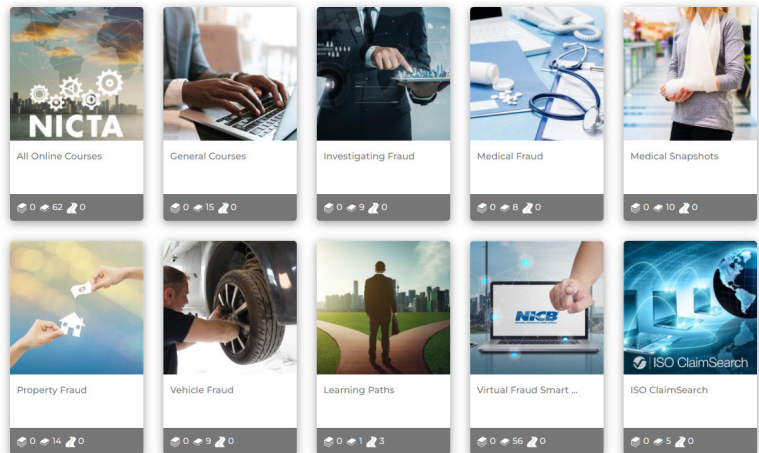 NICTA
All Online Courses
General Courses
Investigating Fraud
Medical Fraud
Medical Snapshots
0 62 0
0 15 0
0 9 0
0 8 0
0 10 0
NICB
ISO ClaimSearch
Property Fraud
Vehicle Fraud
Learning Paths
Virtual Fraud Smart ...
ISO ClaimSearch
0 14 0
0 9 0
0 1 3
0 56 0
0 5 0